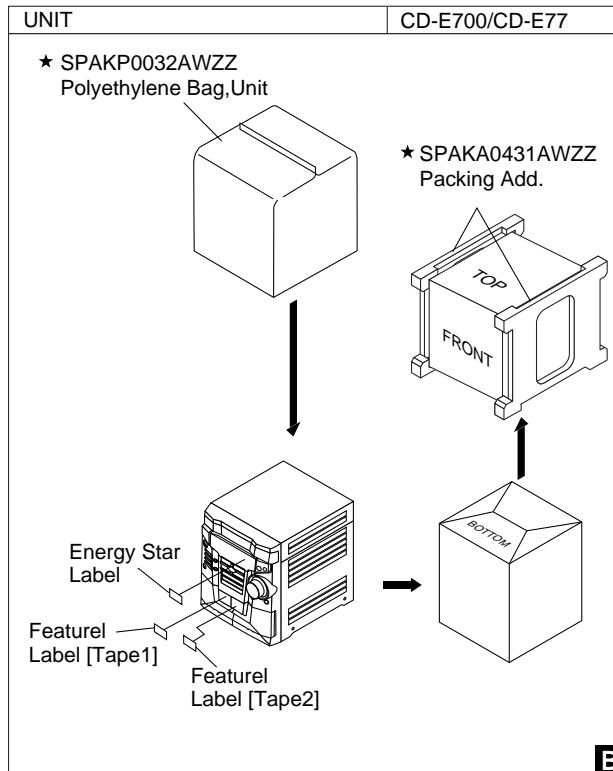 UNIT CD-E700/CD-E77
★ SPAKP0032AWZZ
Polyethylene Bag,Unit
★ SPAKA0431AWZZ
Packing Add.
TOP
FRONT
BOTTOM
Energy Star
Label
Featurel
Label [Tape1]
Featurel
Label [Tape2]